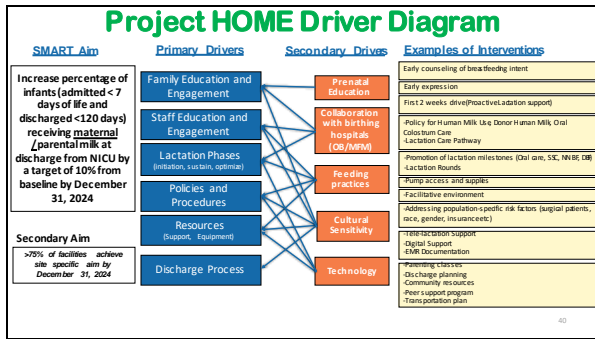 Project HOME Driver Diagram
SMART Aim
Increase percentage of
infants (admitted < 7
days of life and
discharged <120 days)
receiving maternal
/parental milk at
discharge from NICU by
a target of 10% from
baseline by December
31, 2024
Secondary Aim
>75% of facilities achieve
site specific aim by
December 31, 2024
Primary Drivers
Family Education and
Engagement
Staff Education and
Engagement
Lactation Phases
(initiation, sustain, optimize)
Policies and
Procedures
Resources
(Support, Equipment)
Discharge Process
Secondary Drivers
Prenatal
Education
Collaboration
with birthing
hospitals
(OB/MFM)
Feeding
practices
Cultural
Sensitivity
Technology
Examples of Interventions
Early counseling of breastfeeding intent
Early expression
First 2 weeks drive(Proactive Lactation support)
-Policy for Human Milk Use, Donor Human Milk, Oral
Colostrum Care
-Lactation Care Pathway
-Promotion of lactation milestones (Oral care, SSC, NNBF, DBF)
-Lactation Rounds
-Pump access and supplies
-Facilitative environment
-Addressing population-specific risk factors (surgical patients,
race, gender, insurance etc)
-Tele-lactation Support
-Digital Support
-EMR Documentation
-Parenting classes
-Discharge planning
-Community resources
-Peer support program
-Transportation plan
40